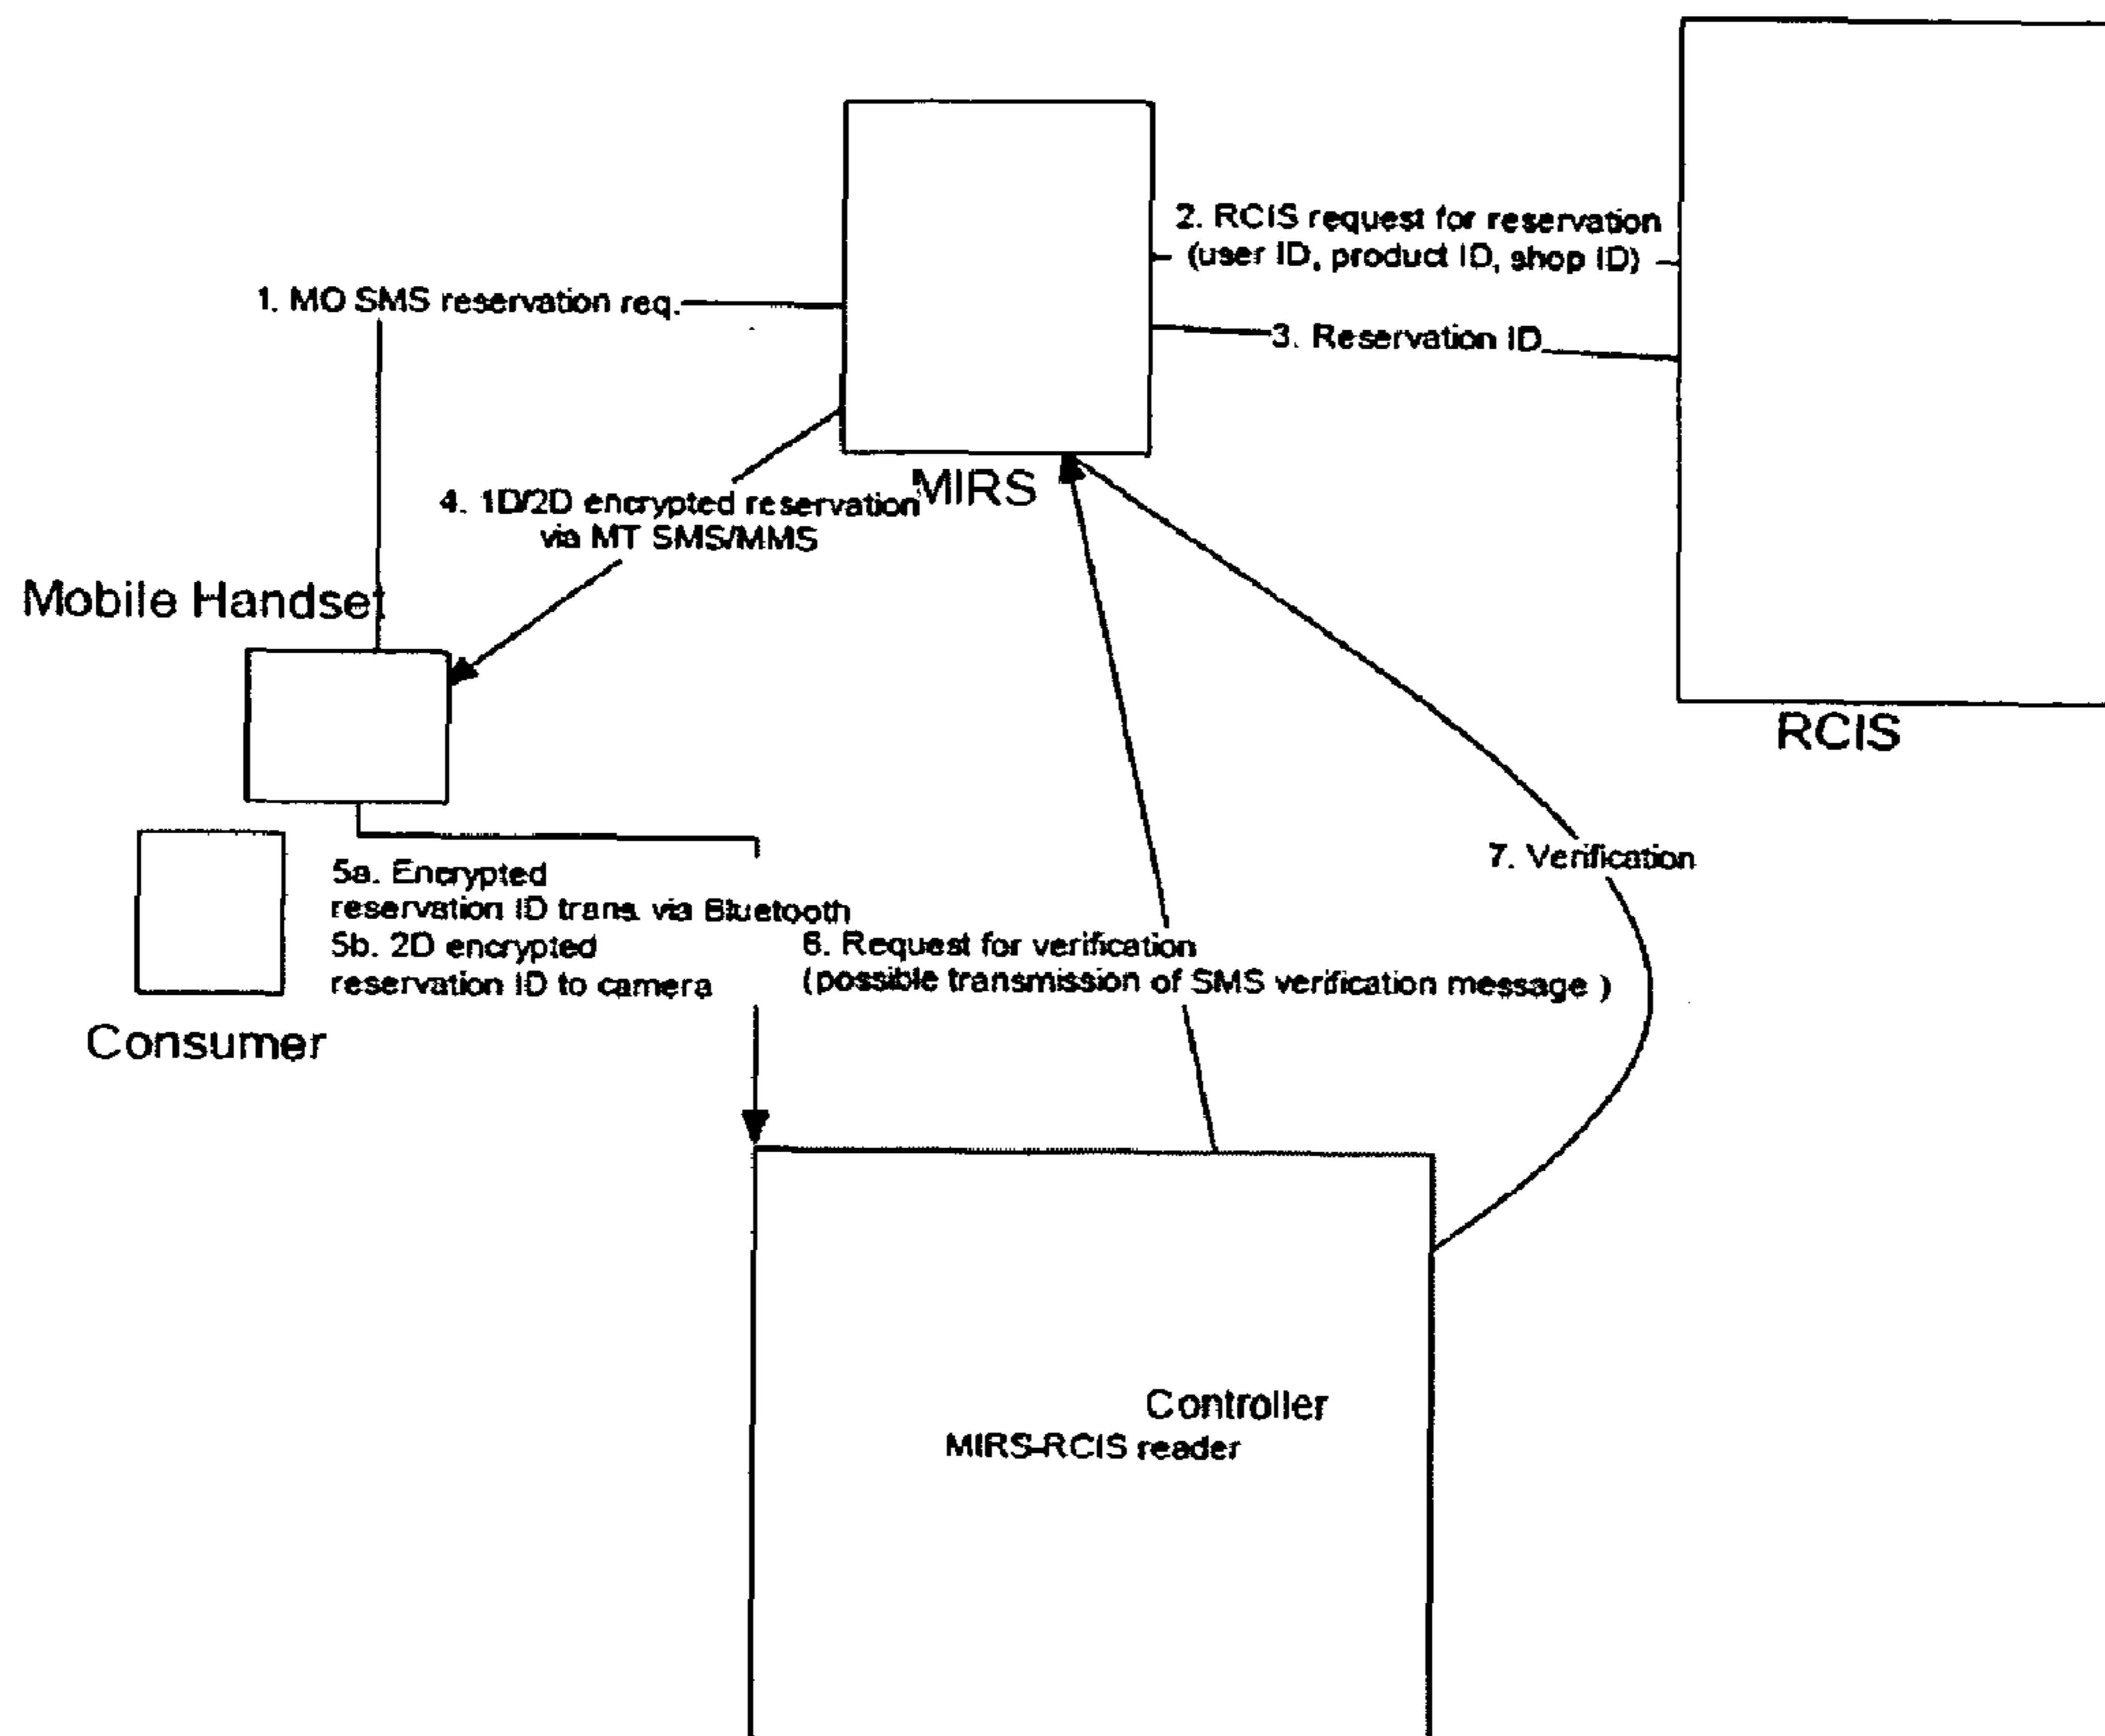 2. RCIS request for reservation
(user ID, product ID, shop ID)
1. MO SMS reservation req.
3. Reservation ID
MIRS
4. 1D/2D encrypted reservation
via MT SMS/MMS
Mobile Handset
RCIS
7. Verification
5a. Encrypted
reservation ID trans. via Bluetooth
5b. 2D encrypted
reservation ID to camera
6. Request for verification
(possible transmission of SMS verification message )
Consumer
Controller
MIRS-RCIS reader